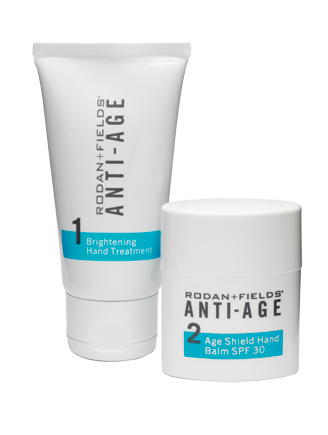 RODAN+FIELDS®
ANTI-AGE
1 Brightening
Hand Treatment
RODAN+FIELDS®
ANTI-AGE
2 Age Shield Hand
Balm SPF 30